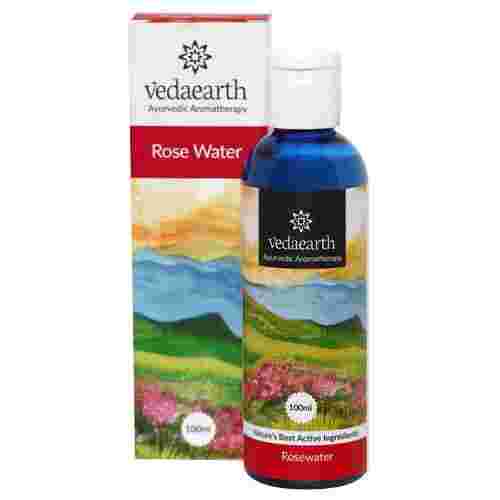 vedaearth
Ayurvedic Aromatherapy
Rose Water
100ml
vedaearth
Ayurvedic Aromatherapy
100ml
Nature's Best Active Ingredients
Rosewater